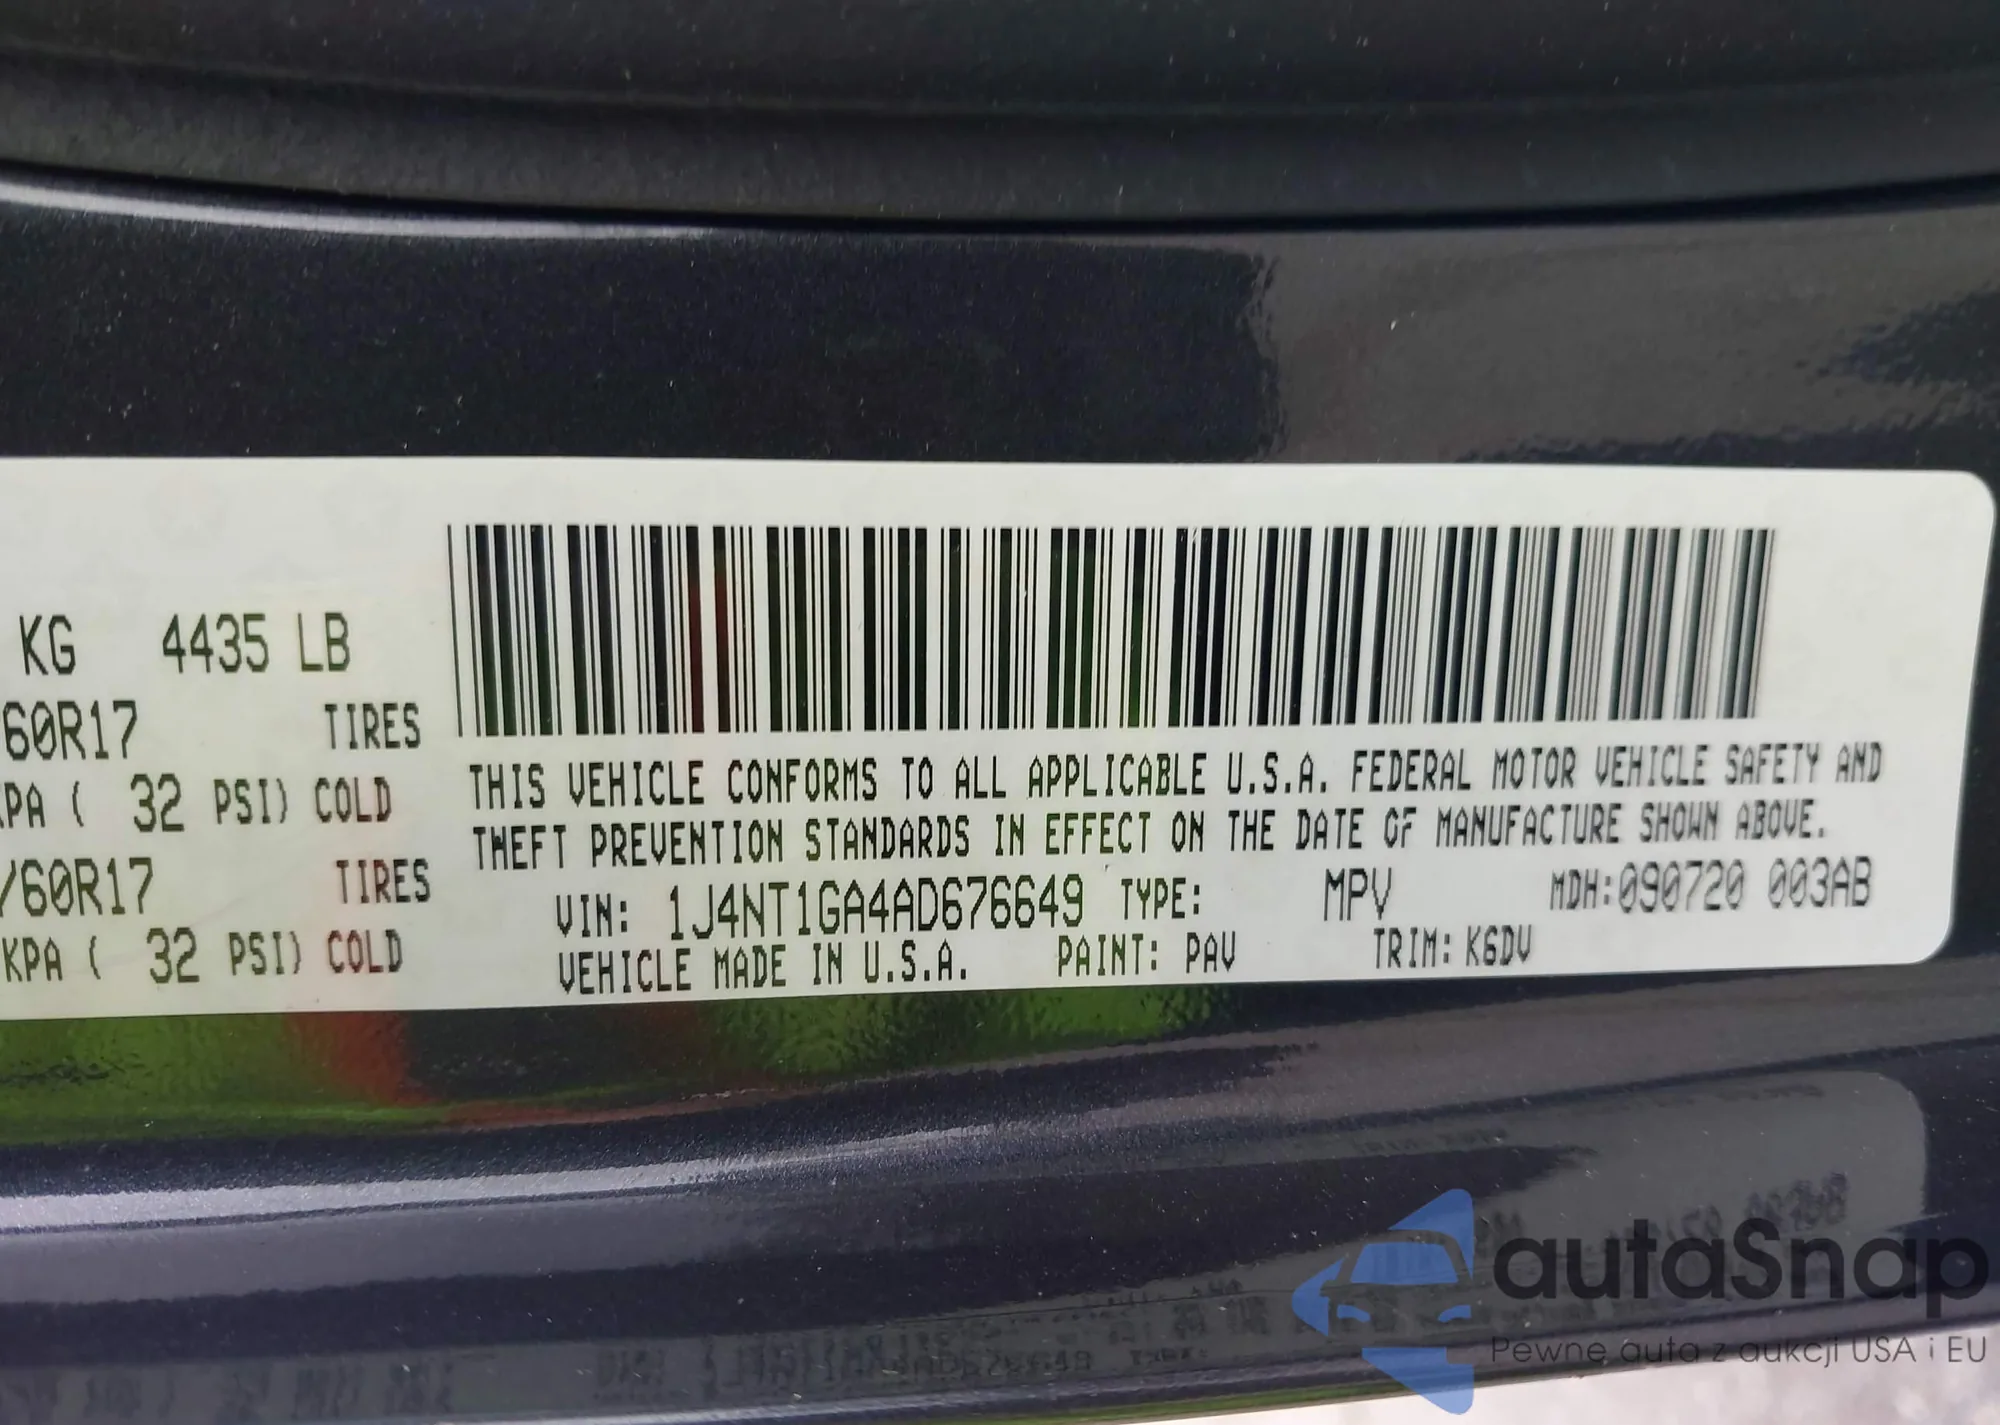 KG 4435 LB
60R17 TIRES
KPA ( 32 PSI) COLD
/60R17 TIRES
KPA ( 32 PSI) COLD
THIS VEHICLE CONFORMS TO ALL APPLICABLE U.S.A. FEDERAL MOTOR VEHICLE SAFETY AND
THEFT PREVENTION STANDARDS IN EFFECT ON THE DATE OF MANUFACTURE SHOWN ABOVE.
VIN: 1J4NT1GA4AD676649 TYPE: MPV MDH:090720 003AB
VEHICLE MADE IN U.S.A. PAINT: PAV TRIM: K6DV
autaSnap
Pewne auta z aukcji USA i EU